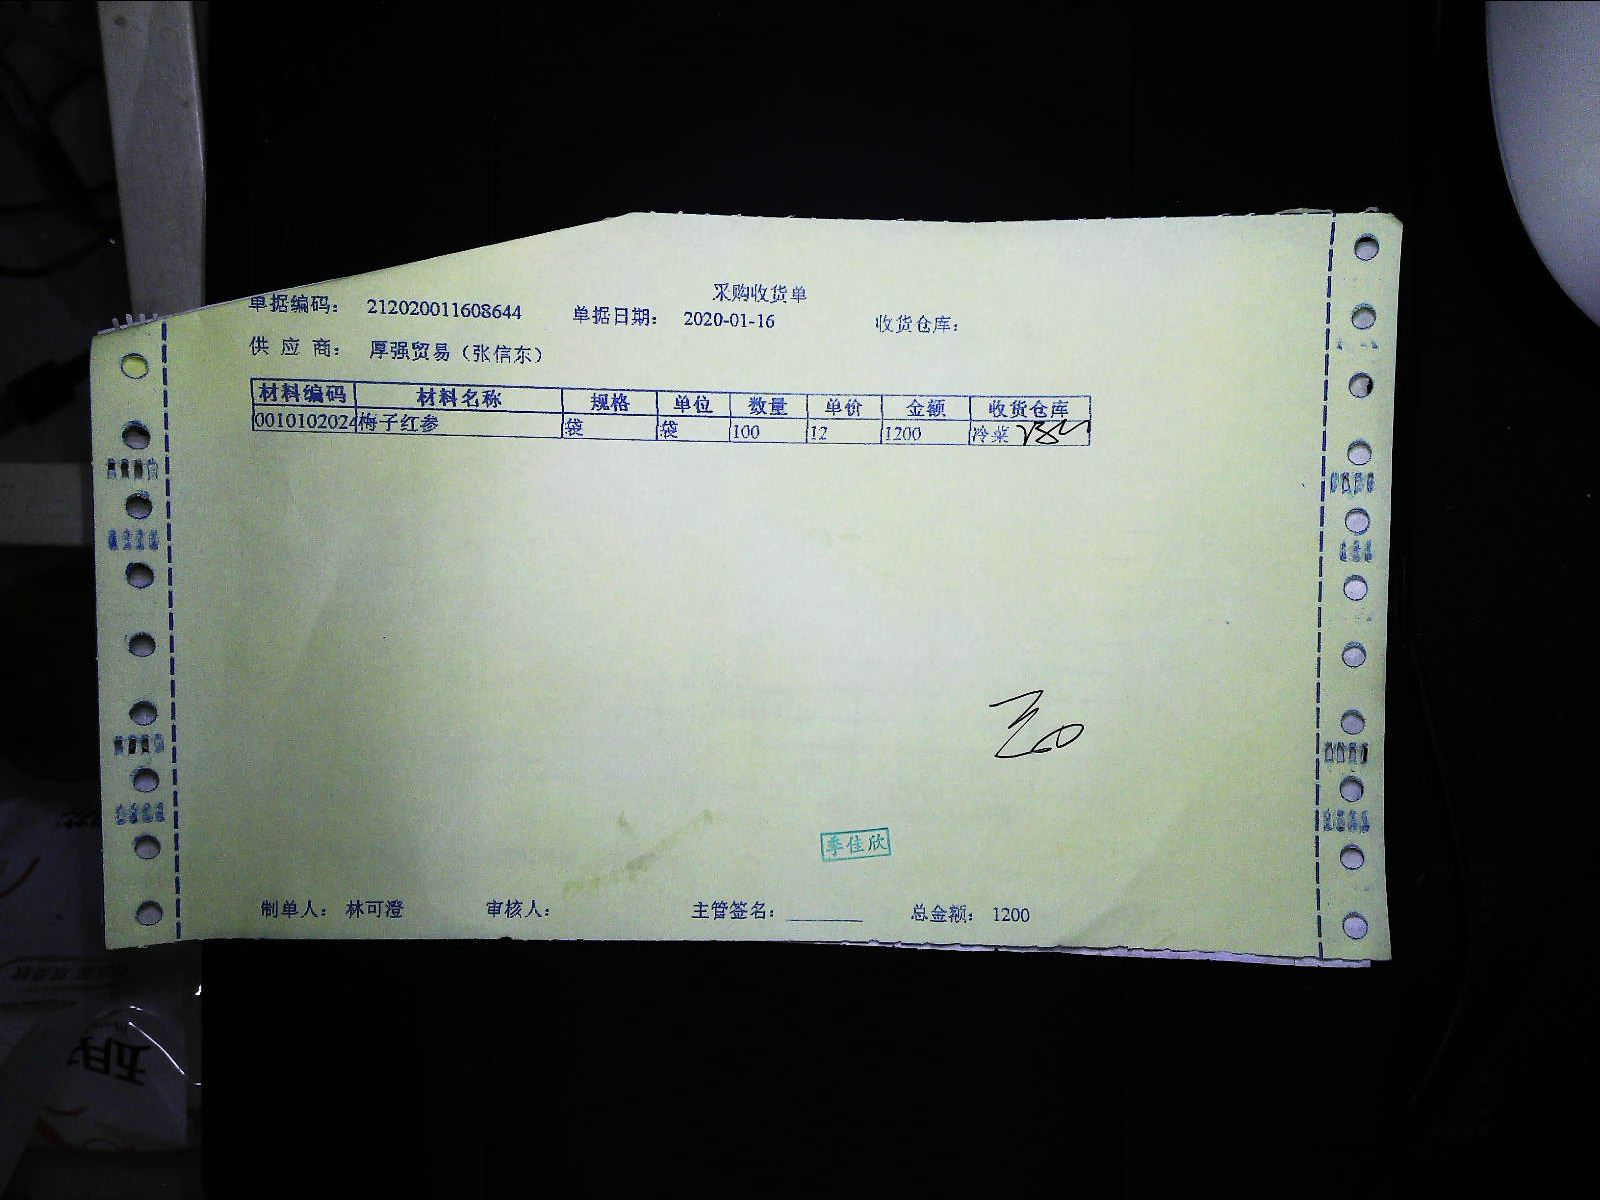 采购收货单
单据编码: 212020011608644 单据日期: 2020-01-16 收货仓库:
供应商: 厚强贸易（张信东）
材料编码 材料名称 规格 单位 数量 单价 金额 收货仓库
0010102024 梅子红参 袋 袋 100 12 1200 冷菜
季佳欣
制单人: 林可澄 审核人: 主管签名: ________ 总金额: 1200